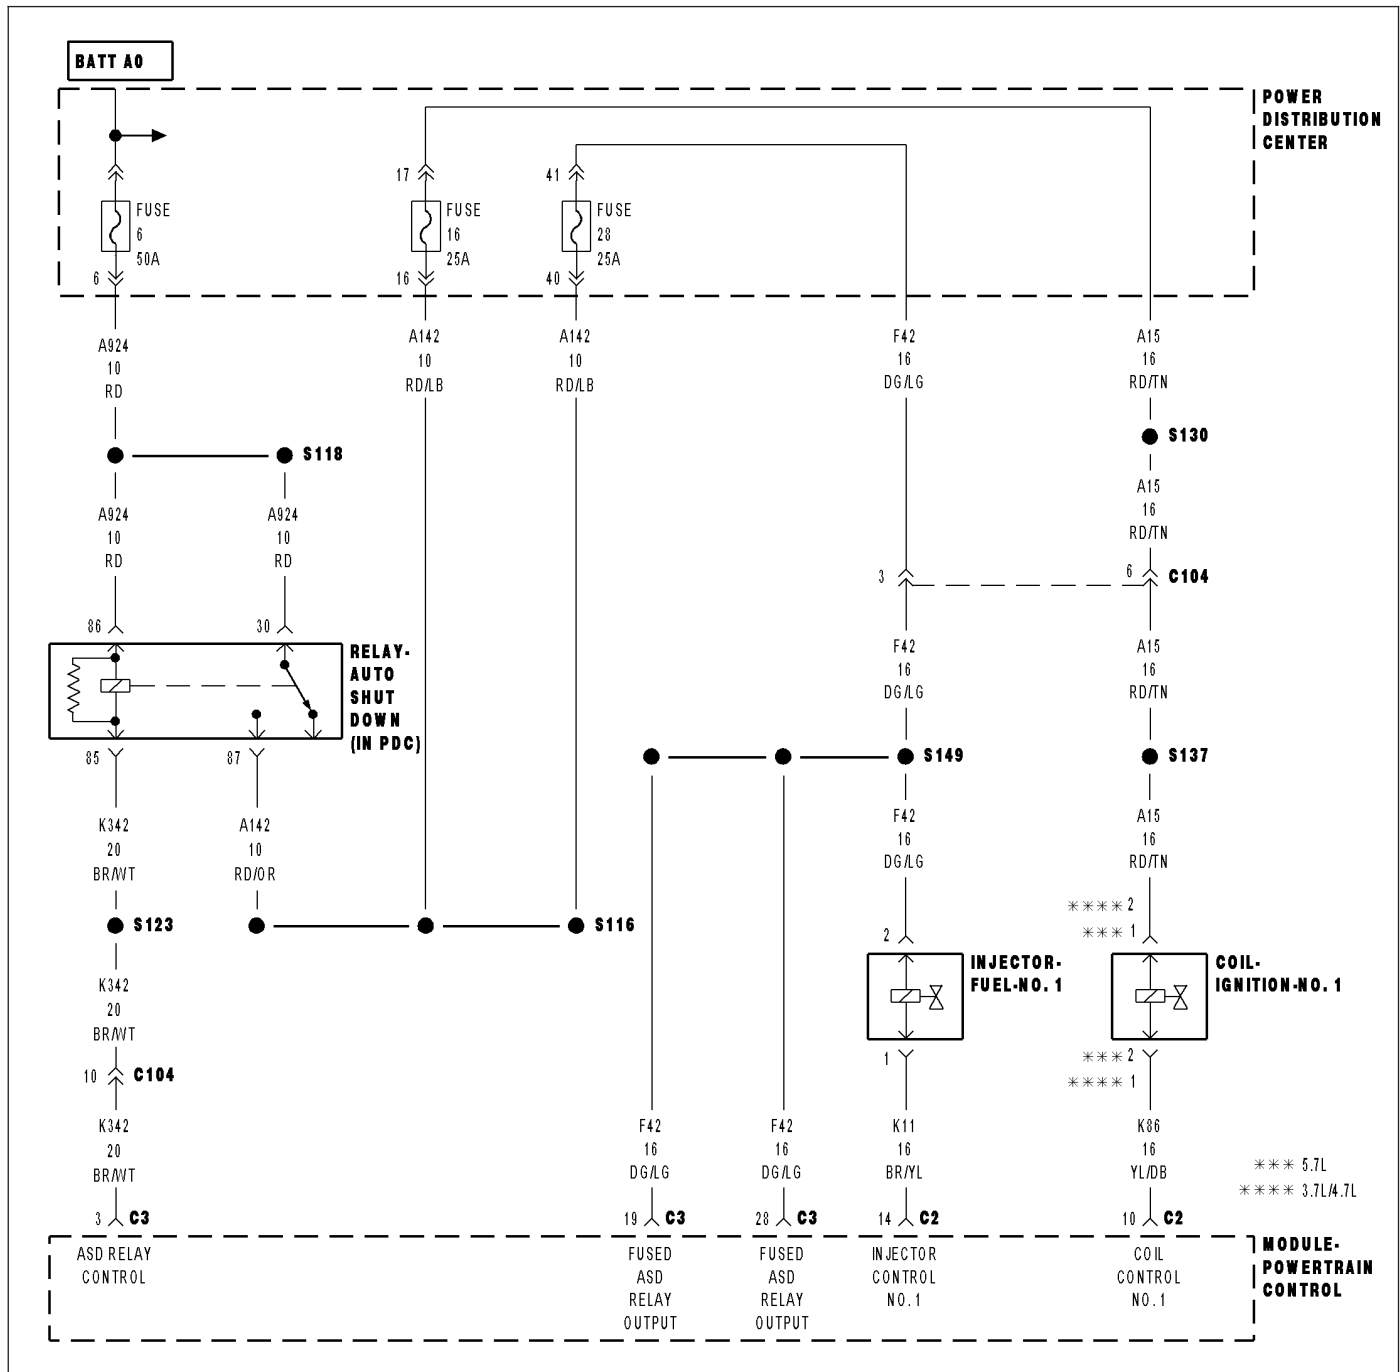 BATT A0
POWER
DISTRIBUTION
CENTER
FUSE
6
50A
6
17
FUSE
16
25A
16
41
FUSE
28
25A
40
A924
10
RD
A142
10
RD/LB
A142
10
RD/LB
F42
16
DG/LG
A15
16
RD/TN
S118
S130
A924
10
RD
A924
10
RD
A15
16
RD/TN
3
6
C104
86
30
RELAY-
AUTO
SHUT
DOWN
(IN PDC)
F42
16
DG/LG
A15
16
RD/TN
85
87
S149
S137
K342
20
BR/WT
A142
10
RD/OR
F42
16
DG/LG
A15
16
RD/TN
S123
S116
2
**** 2
*** 1
INJECTOR-
FUEL-NO. 1
COIL-
IGNITION-NO. 1
K342
20
BR/WT
1
*** 2
**** 1
10
C104
K342
20
BR/WT
F42
16
DG/LG
F42
16
DG/LG
K11
16
BR/YL
K86
16
YL/DB
*** 5.7L
**** 3.7L/4.7L
3 C3
19 C3
28 C3
14 C2
10 C2
ASD RELAY
CONTROL
FUSED
ASD
RELAY
OUTPUT
FUSED
ASD
RELAY
OUTPUT
INJECTOR
CONTROL
NO. 1
COIL
CONTROL
NO. 1
MODULE-
POWERTRAIN
CONTROL